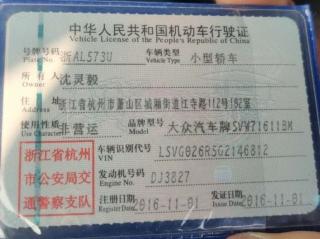 中华人民共和国机动车行驶证
Vehicle License of the People's Republic of China
号牌号码 浙AL573U 车辆类型 小型轿车
Plate No. Vehicle Type
所有人 沈灵毅
Owner
住址 浙江省杭州市萧山区城厢街道江寺路112号192室
Address
使用性质 非营运 品牌型号 大众汽车牌SVW71611BM
Use Character Model
浙江省杭州 车辆识别代号 LSVG026R5G2146812
VIN
市公安局交 发动机号码 DJ3827
Engine No.
通警察支队 注册日期 2016-11-01 发证日期 2016-11-01
Register Date Issue Date